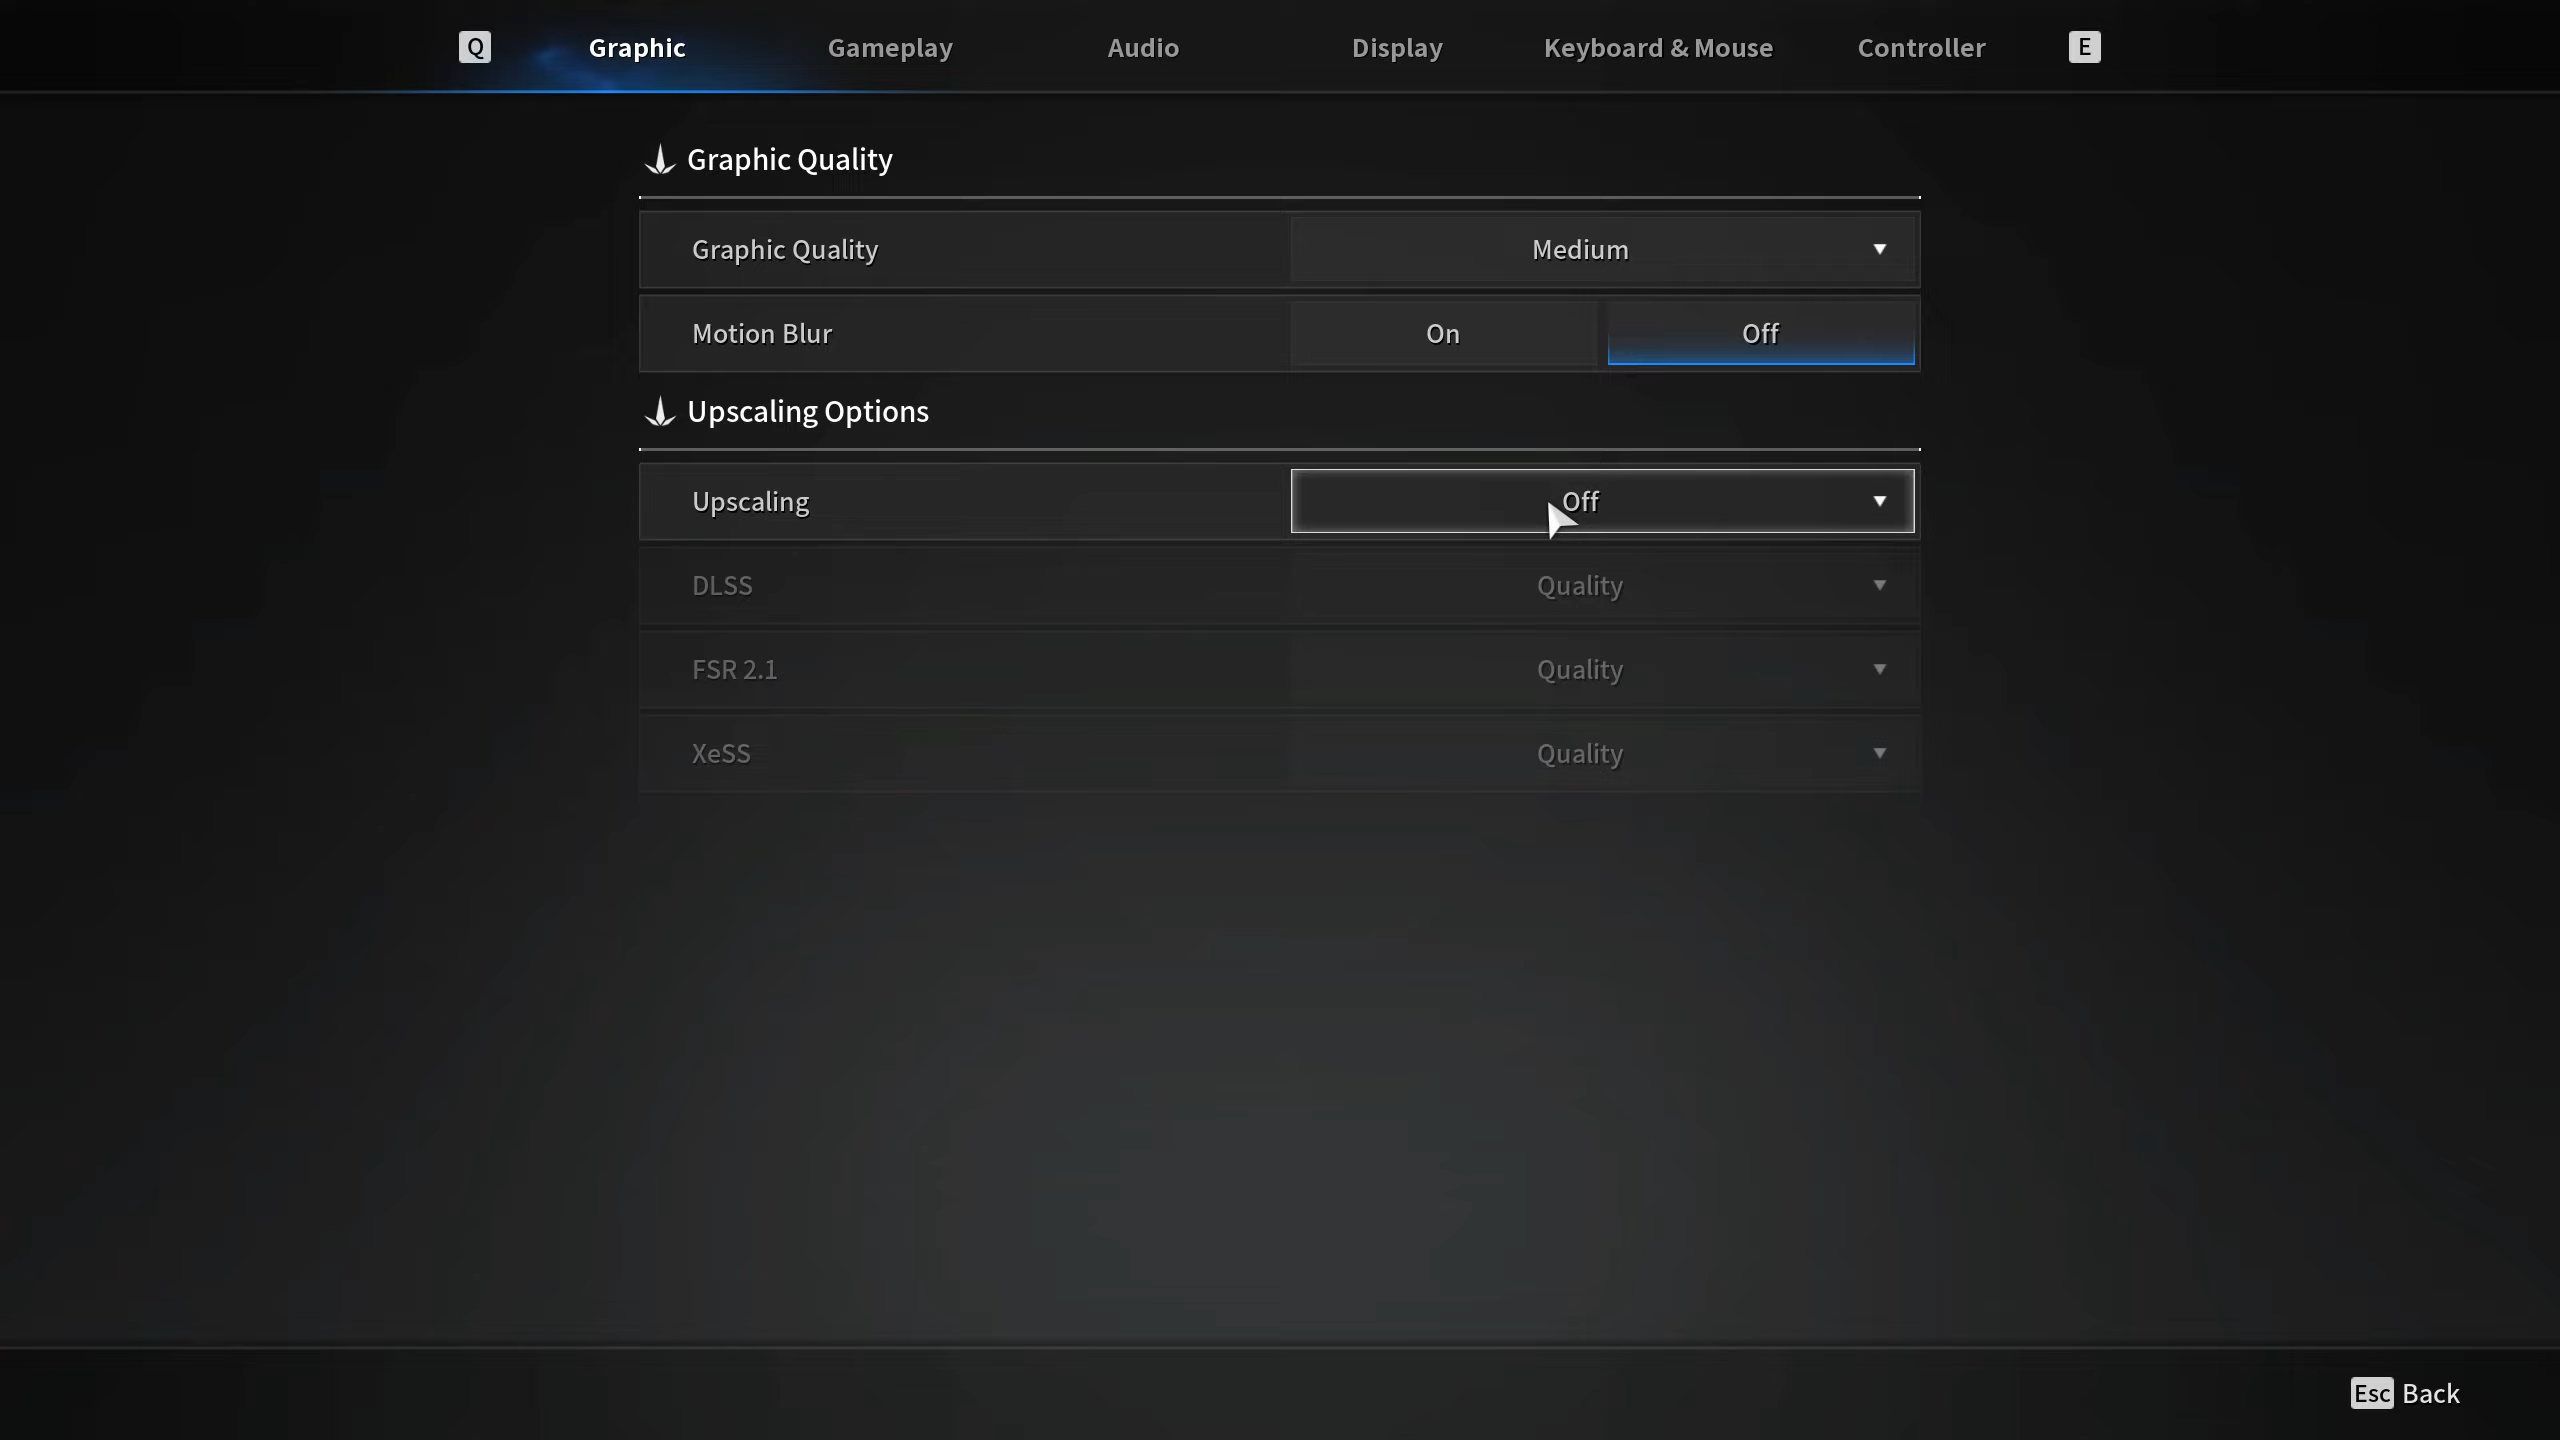 Q Graphic Gameplay Audio Display Keyboard & Mouse Controller E
Graphic Quality
Graphic Quality Medium
Motion Blur On Off
Upscaling Options
Upscaling Off
DLSS Quality
FSR 2.1 Quality
XeSS Quality
Esc Back